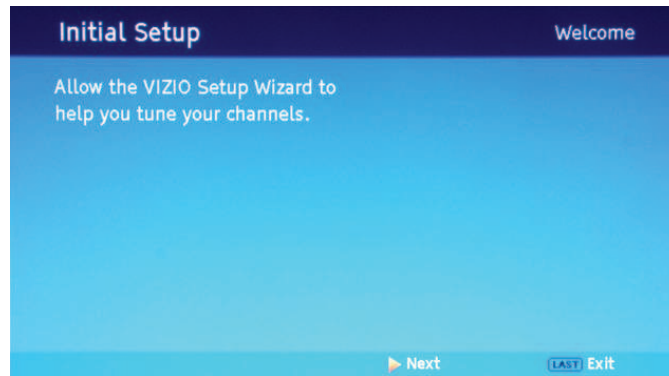 Initial Setup
Welcome
Allow the VIZIO Setup Wizard to
help you tune your channels.
Next
LAST Exit